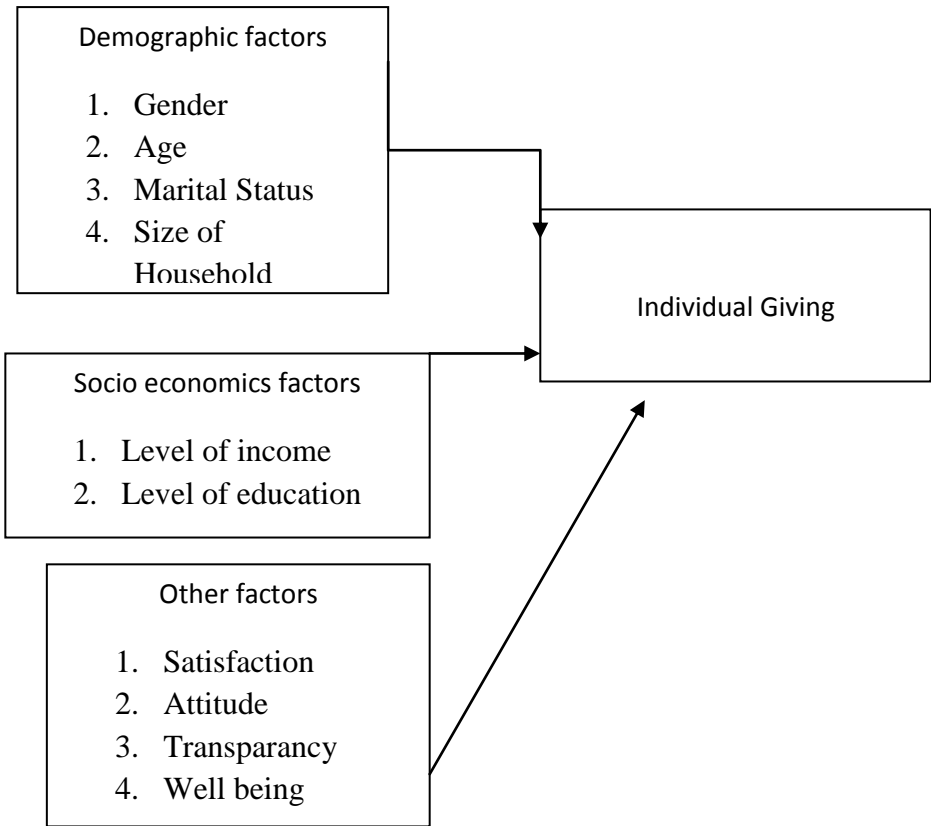 Demographic factors
1. Gender
2. Age
3. Marital Status
4. Size of
Household
Individual Giving
Socio economics factors
1. Level of income
2. Level of education
Other factors
1. Satisfaction
2. Attitude
3. Transparancy
4. Well being